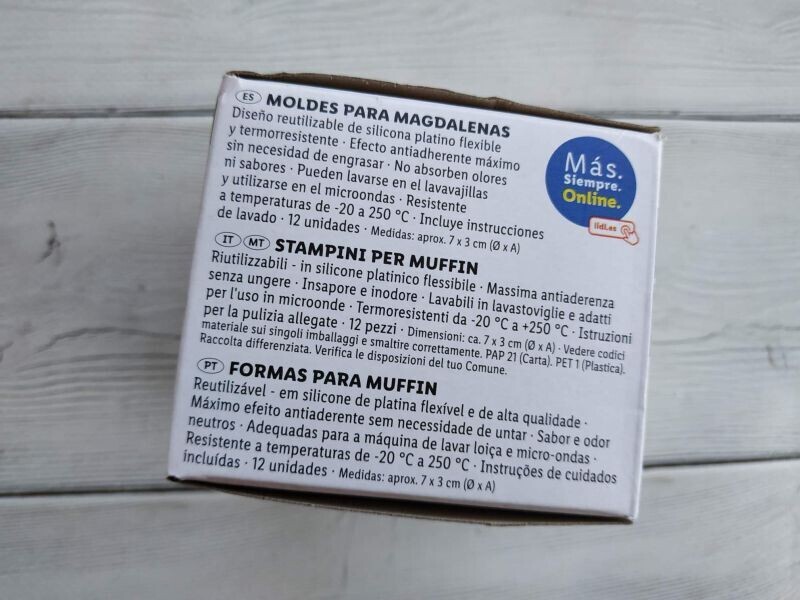 ES MOLDES PARA MAGDALENAS
Diseño reutilizable de silicona platino flexible
y termorresistente · Efecto antiadherente máximo
sin necesidad de engrasar · No absorben olores
ni sabores · Pueden lavarse en el lavavajillas
y utilizarse en el microondas · Resistente
a temperaturas de -20 a 250 °C · Incluye instrucciones
de lavado · 12 unidades · Medidas: aprox. 7 x 3 cm (Ø x A)
Más.
Siempre.
Online.
lidl.es
IT MT STAMPINI PER MUFFIN
Riutilizzabili - in silicone platinico flessibile · Massima antiaderenza
senza ungere · Insapore e inodore · Lavabili in lavastoviglie e adatti
per l'uso in microonde · Termoresistenti da -20 °C a +250 °C · Istruzioni
per la pulizia allegate · 12 pezzi · Dimensioni: ca. 7 x 3 cm (Ø x A) · Vedere codici
materiale sui singoli imballaggi e smaltire correttamente. PAP 21 (Carta). PET 1 (Plastica).
Raccolta differenziata. Verifica le disposizioni del tuo Comune.
PT FORMAS PARA MUFFIN
Reutilizável - em silicone de platina flexível e de alta qualidade ·
Máximo efeito antiaderente sem necessidade de untar · Sabor e odor
neutros · Adequadas para a máquina de lavar loiça e micro-ondas ·
Resistente a temperaturas de -20 °C a 250 °C · Instruções de cuidados
incluídas · 12 unidades · Medidas: aprox. 7 x 3 cm (Ø x A)